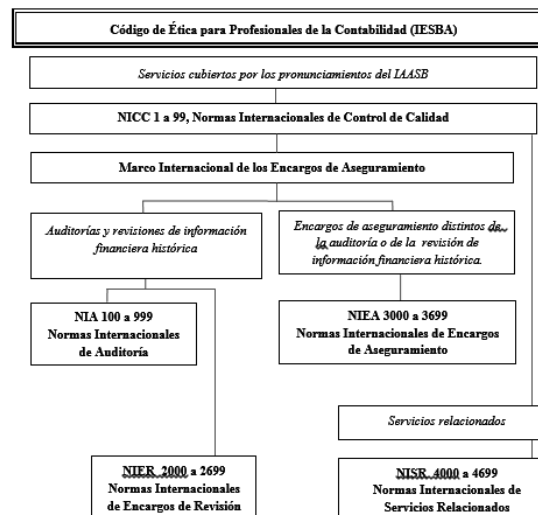 Código de Ética para Profesionales de la Contabilidad (IESBA)
Servicios cubiertos por los pronunciamientos del IAASB
NICC 1 a 99, Normas Internacionales de Control de Calidad
Marco Internacional de los Encargos de Aseguramiento
Auditorías y revisiones de información
financiera histórica
Encargos de aseguramiento distintos de
la auditoría o de la revisión de
información financiera histórica.
NIA 100 a 999
Normas Internacionales
de Auditoría
NIEA 3000 a 3699
Normas Internacionales de Encargos
de Aseguramiento
Servicios relacionados
NIER 2000 a 2699
Normas Internacionales
de Encargos de Revisión
NISR 4000 a 4699
Normas Internacionales de
Servicios Relacionados